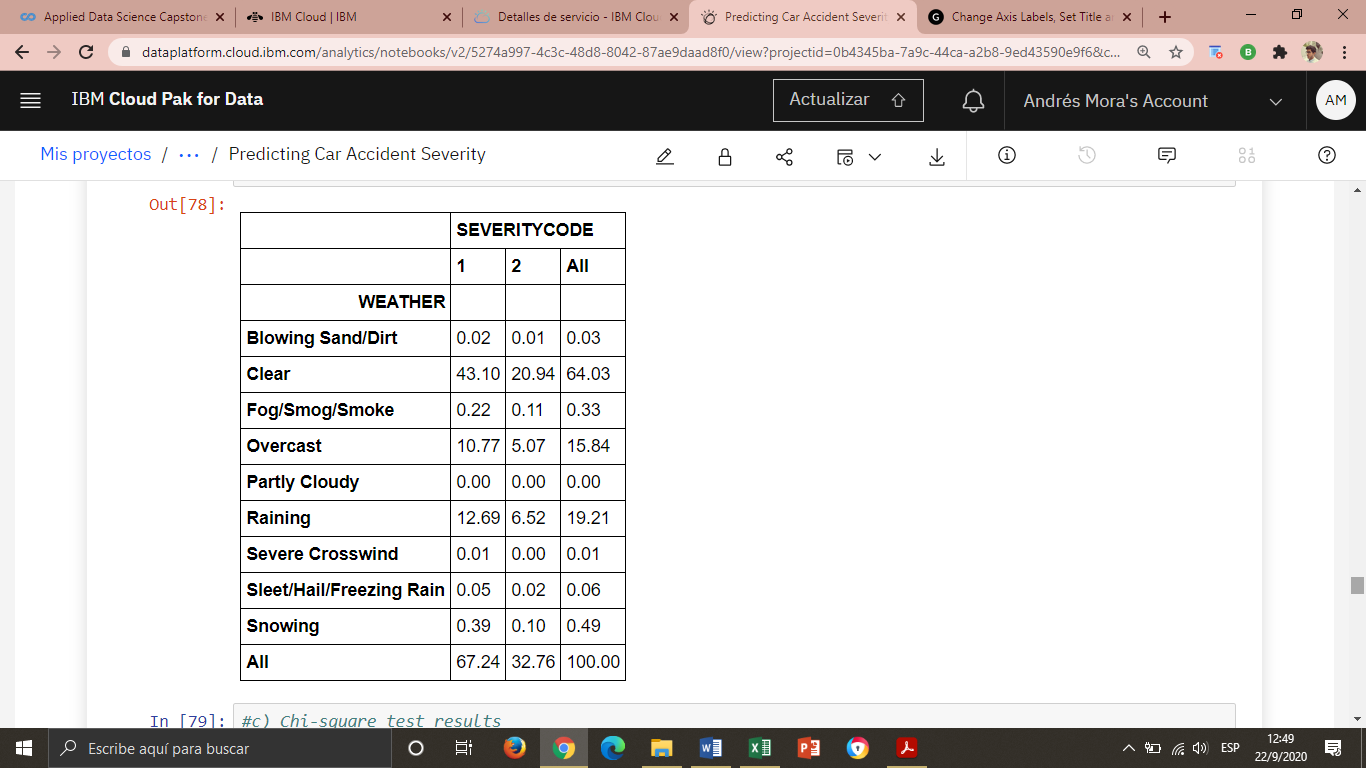 Applied Data Science Capstone
IBM Cloud | IBM
Detalles de servicio - IBM Clou
Predicting Car Accident Severit
Change Axis Labels, Set Title a
dataplatform.cloud.ibm.com/analytics/notebooks/v2/5274a997-4c3c-48d8-8042-87ae9daad8f0/view?projectid=0b4345ba-7a9c-44ca-a2b8-9ed43590e9f6&c...
IBM Cloud Pak for Data Actualizar Andrés Mora's Account AM
Mis proyectos / ... / Predicting Car Accident Severity
Out[78]:
SEVERITYCODE
1 2 All
WEATHER
Blowing Sand/Dirt 0.02 0.01 0.03
Clear 43.10 20.94 64.03
Fog/Smog/Smoke 0.22 0.11 0.33
Overcast 10.77 5.07 15.84
Partly Cloudy 0.00 0.00 0.00
Raining 12.69 6.52 19.21
Severe Crosswind 0.01 0.00 0.01
Sleet/Hail/Freezing Rain 0.05 0.02 0.06
Snowing 0.39 0.10 0.49
All 67.24 32.76 100.00
In [79]: #c) Chi-square test results
Escribe aquí para buscar
ESP
12:49
22/9/2020